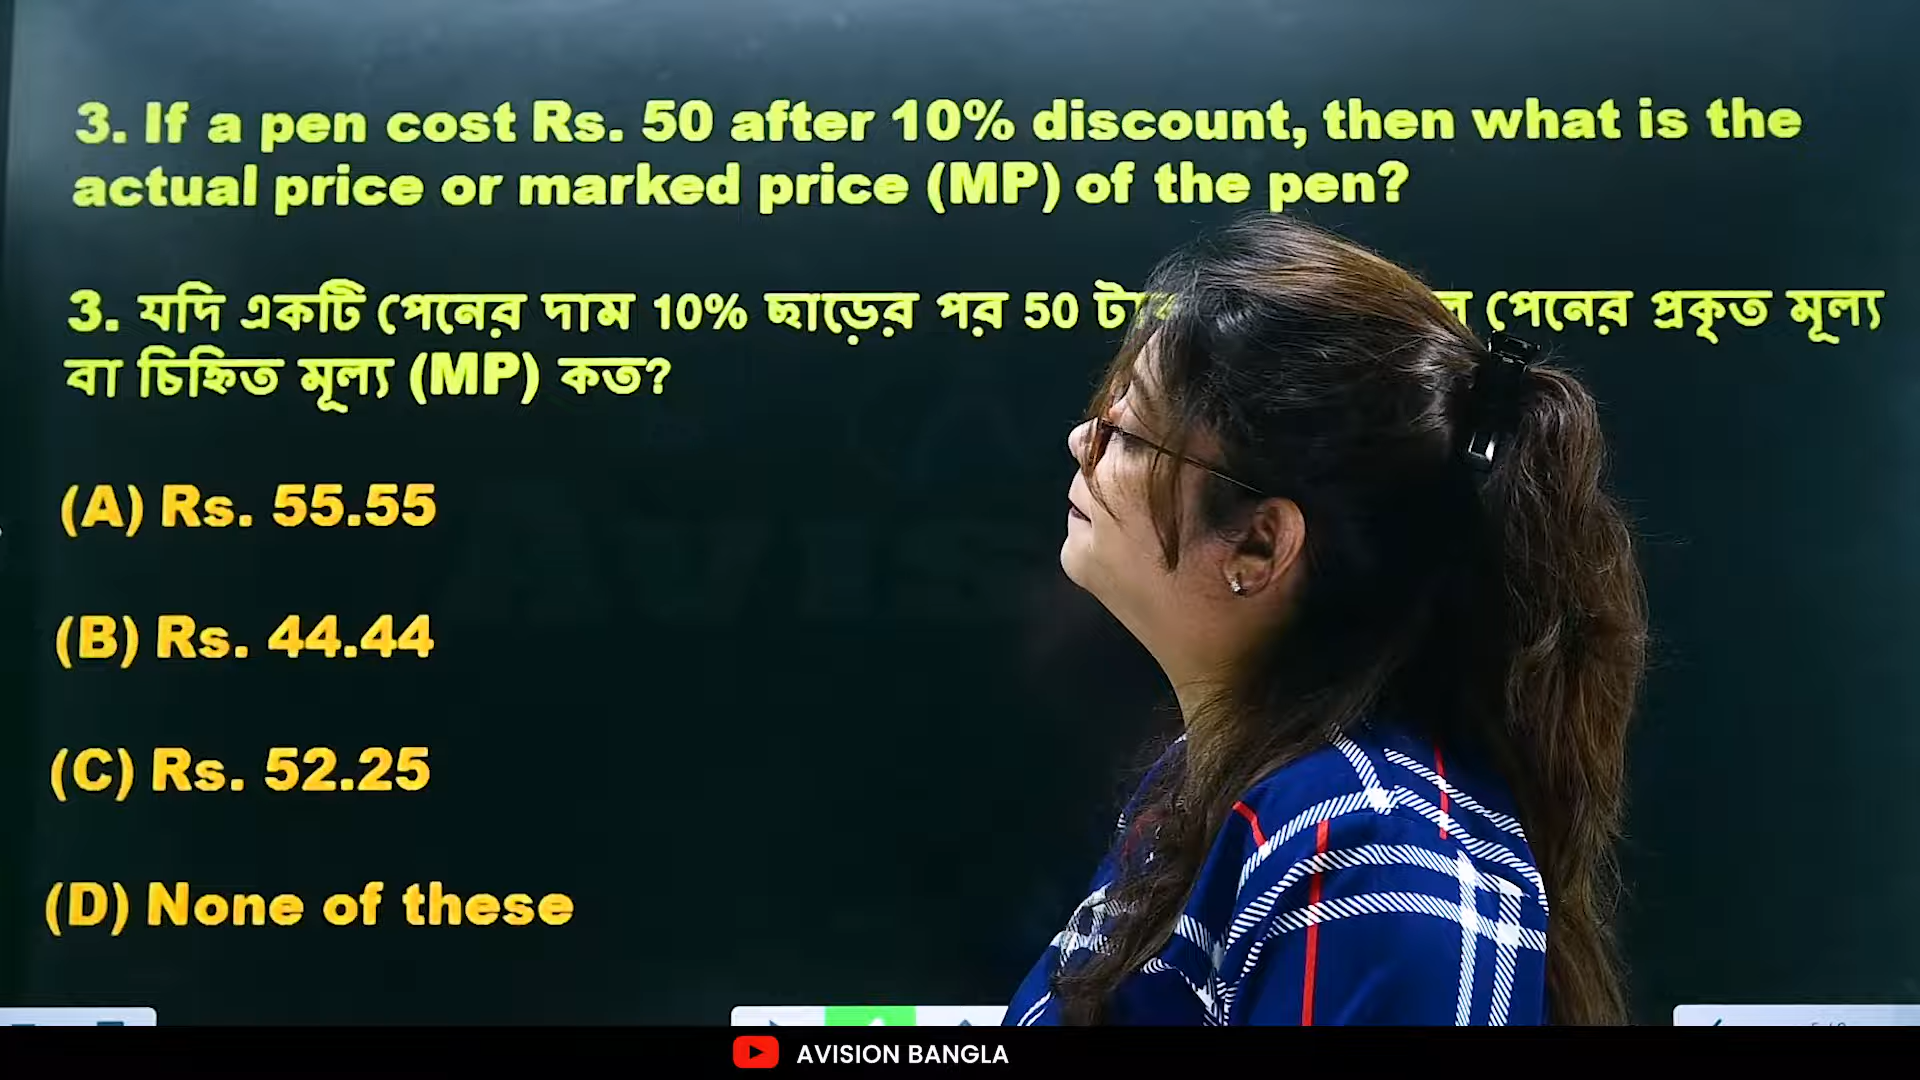 3. If a pen cost Rs. 50 after 10% discount, then what is the
actual price or marked price (MP) of the pen?
3. যদি একটি পেনের দাম 10% ছাড়ের পর 50 পেনের প্রকৃত মূল্য
বা চিহ্নিত মূল্য (MP) কত?
(A) Rs. 55.55
(B) Rs. 44.44
(C) Rs. 52.25
(D) None of these
AVISION BANGLA